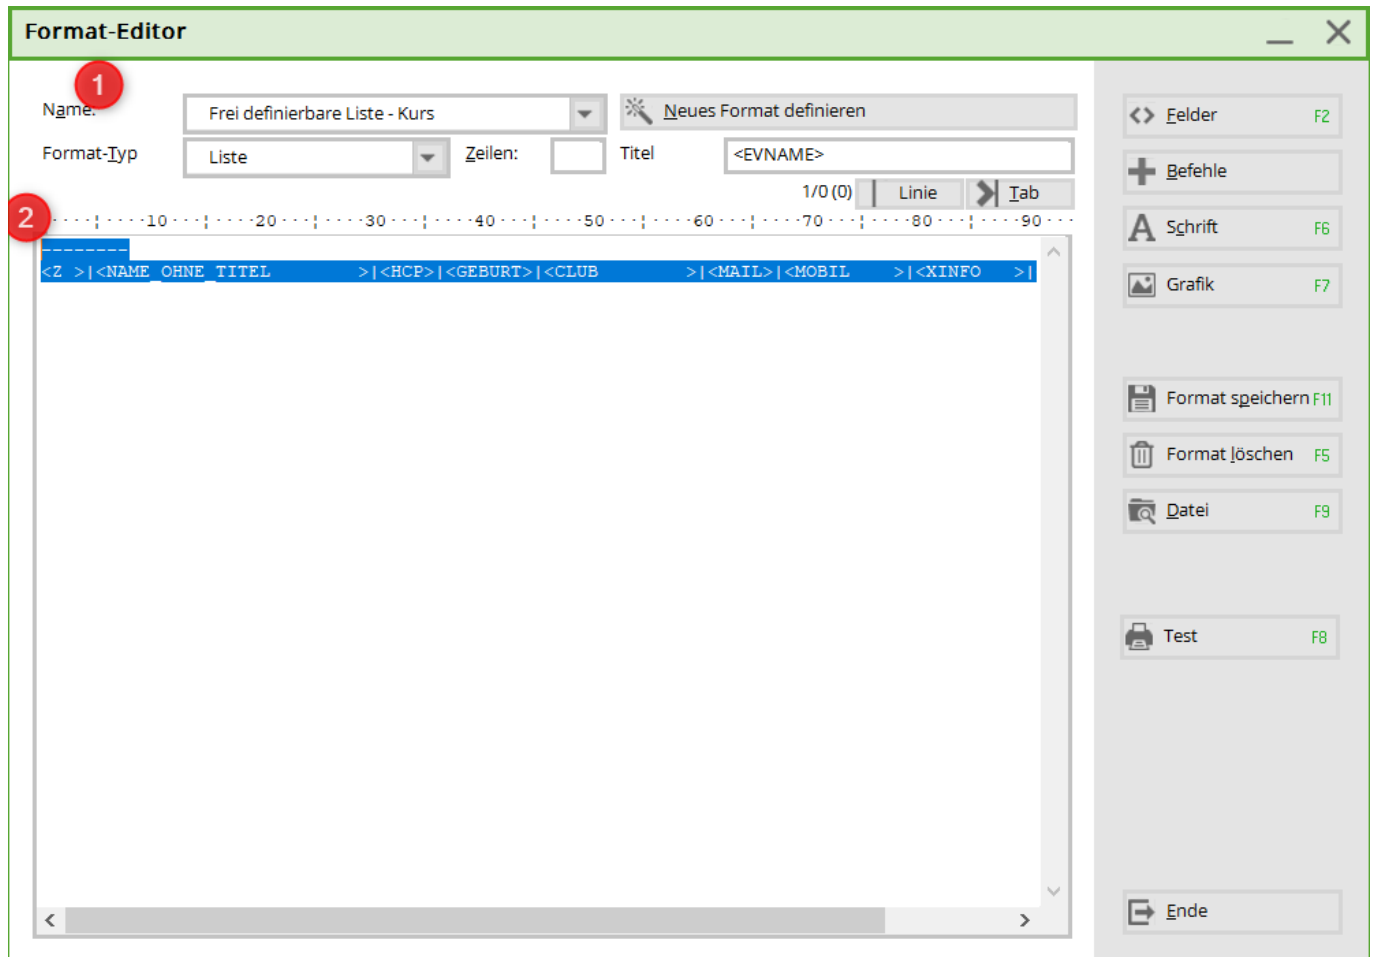 Format-Editor
1
Name:
Frei definierbare Liste - Kurs
Neues Format definieren
Format-Typ
Liste
Zeilen:
Titel
<EVNAME>
1/0 (0)
Linie
Tab
2
····¦····10···¦····20···¦····30···¦····40···¦····50···¦····60···¦····70···¦····80···¦····90···
--------
<Z >|<NAME_OHNE_TITEL        >|<HCP>|<GEBURT>|<CLUB        >|<MAIL>|<MOBIL    >|<XINFO   >|
Felder F2
Befehle
Schrift F6
Grafik F7
Format speichern F11
Format löschen F5
Datei F9
Test F8
Ende